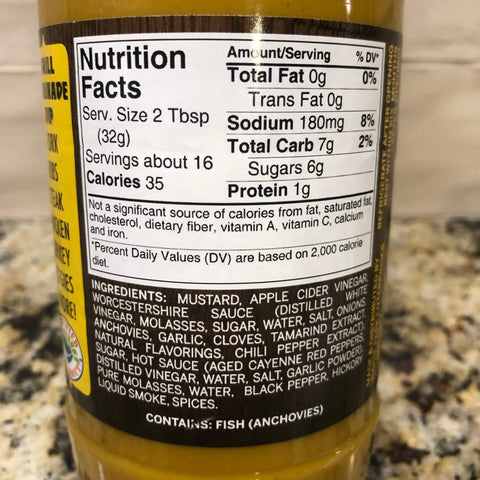 Nutrition
Facts
Serv. Size 2 Tbsp
(32g)
Servings about 16
Calories 35
Amount/Serving % DV*
Total Fat 0g 0%
Trans Fat 0g
Sodium 180mg 8%
Total Carb 7g 2%
Sugars 6g
Protein 1g
Not a significant source of calories from fat, saturated fat,
cholesterol, dietary fiber, vitamin A, vitamin C, calcium
and iron.
*Percent Daily Values (DV) are based on 2,000 calorie
diet.
INGREDIENTS: MUSTARD, APPLE CIDER VINEGAR,
WORCESTERSHIRE SAUCE (DISTILLED WHITE
VINEGAR, MOLASSES, SUGAR, WATER, SALT, ONIONS,
ANCHOVIES, GARLIC, CLOVES, TAMARIND EXTRACT,
NATURAL FLAVORINGS, CHILI PEPPER EXTRACT),
SUGAR, HOT SAUCE (AGED CAYENNE RED PEPPERS,
DISTILLED VINEGAR, WATER, SALT, GARLIC POWDER),
PURE MOLASSES, WATER, BLACK PEPPER, HICKORY
LIQUID SMOKE, SPICES.
CONTAINS: FISH (ANCHOVIES)
REFRIGERATE AFTER OPENING